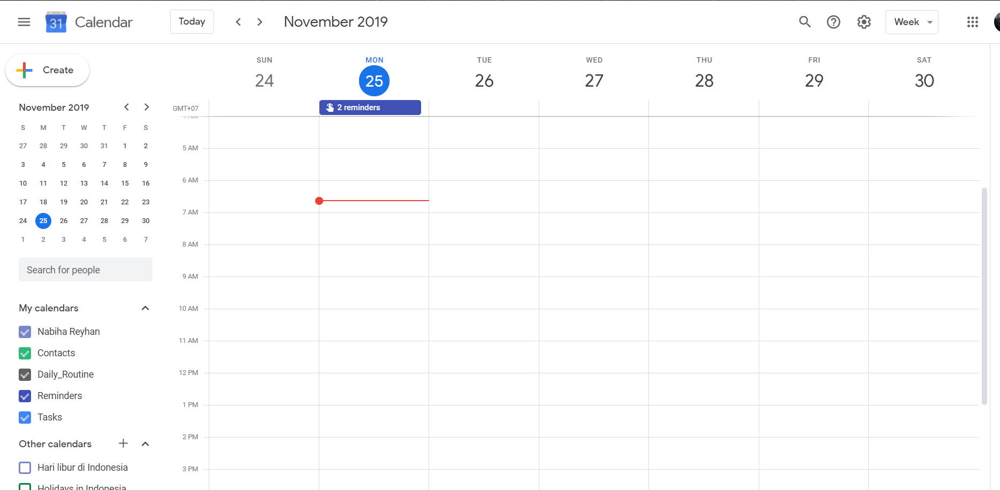 31 Calendar Today November 2019 Week
Create
SUN MON TUE WED THU FRI SAT
24 25 26 27 28 29 30
November 2019
GMT+07
2 reminders
4 AM
S M T W T F S
27 28 29 30 31 1 2
3 4 5 6 7 8 9
10 11 12 13 14 15 16
17 18 19 20 21 22 23
24 25 26 27 28 29 30
1 2 3 4 5 6 7
Search for people
My calendars
Nabiha Reyhan
Contacts
Daily_Routine
Reminders
Tasks
Other calendars
Hari libur di Indonesia
Holidays in Indonesia
5 AM
6 AM
7 AM
8 AM
9 AM
10 AM
11 AM
12 PM
1 PM
2 PM
3 PM